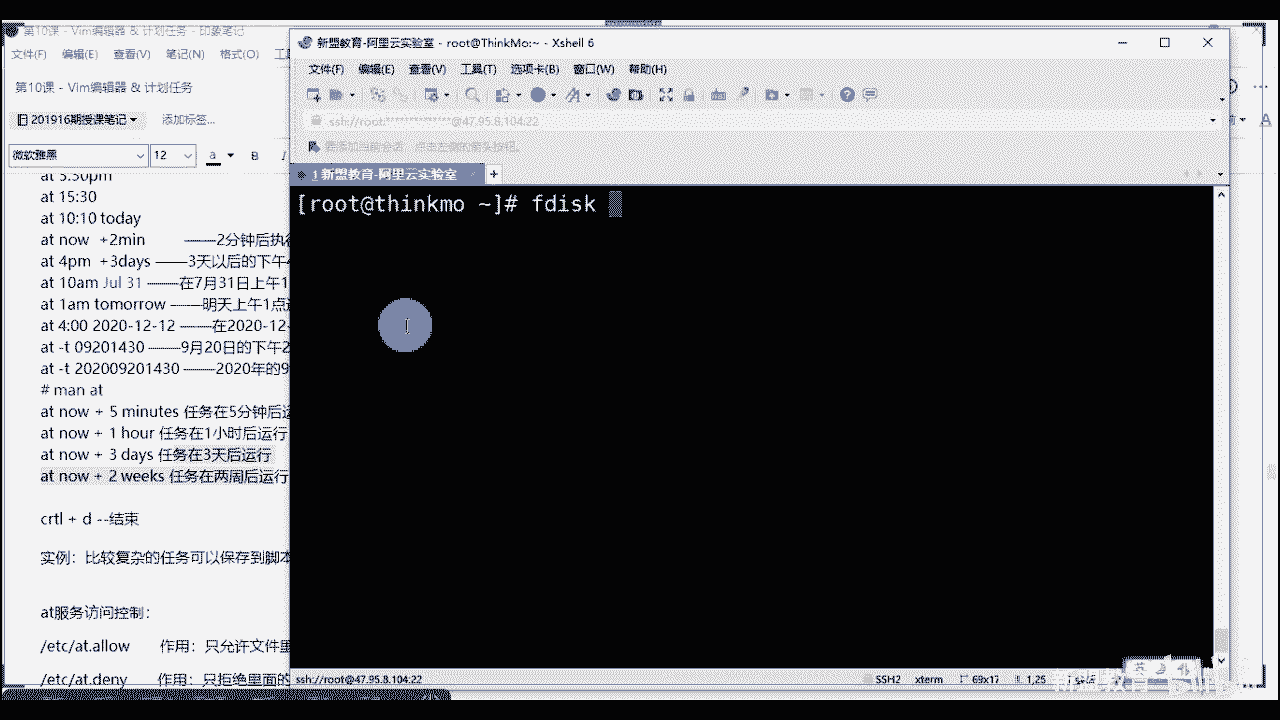 第10课 - Vim编辑器 & 计划任务 - 印象笔记
文件(F) 编辑(E) 查看(V) 笔记(N) 格式(O)
第10课 - Vim编辑器 & 计划任务
201916期授课笔记
添加标签...
微软雅黑 12 a B I
at 15:30
at 10:10 today
at now +2min ——2分钟后执行
at 4pm +3days ——3天以后的下午
at 10am Jul 31 ——在7月31日上午1
at 1am tomorrow ——明天上午1点
at 4:00 2020-12-12 ——在2020-12-
at -t 09201430 ——9月20日的下午2
at -t 202009201430 ——2020年的9
# man at
at now + 5 minutes 任务在5分钟后运
at now + 1 hour 任务在1小时后运行
at now + 3 days 任务在3天后运行
at now + 2 weeks 任务在两周后运行
crtl + d --结束
实例：比较复杂的任务可以保存到脚本
at服务访问控制：
/etc/at.allow 作用：只允许文件里
/etc/at.deny 作用：只拒绝里面的
新盟教育-阿里云实验室 - root@ThinkMo:~ - Xshell 6
文件(F) 编辑(E) 查看(V) 工具(T) 选项卡(B) 窗口(W) 帮助(H)
ssh://root:**************@47.95.8.104:22
要添加当前会话，点击左侧的箭头按钮。
1 新盟教育-阿里云实验室
[root@thinkmo ~]# fdisk
ssh://root@47.95.8.104:22
SSH2 xterm 69x17 1,25
新盟教育